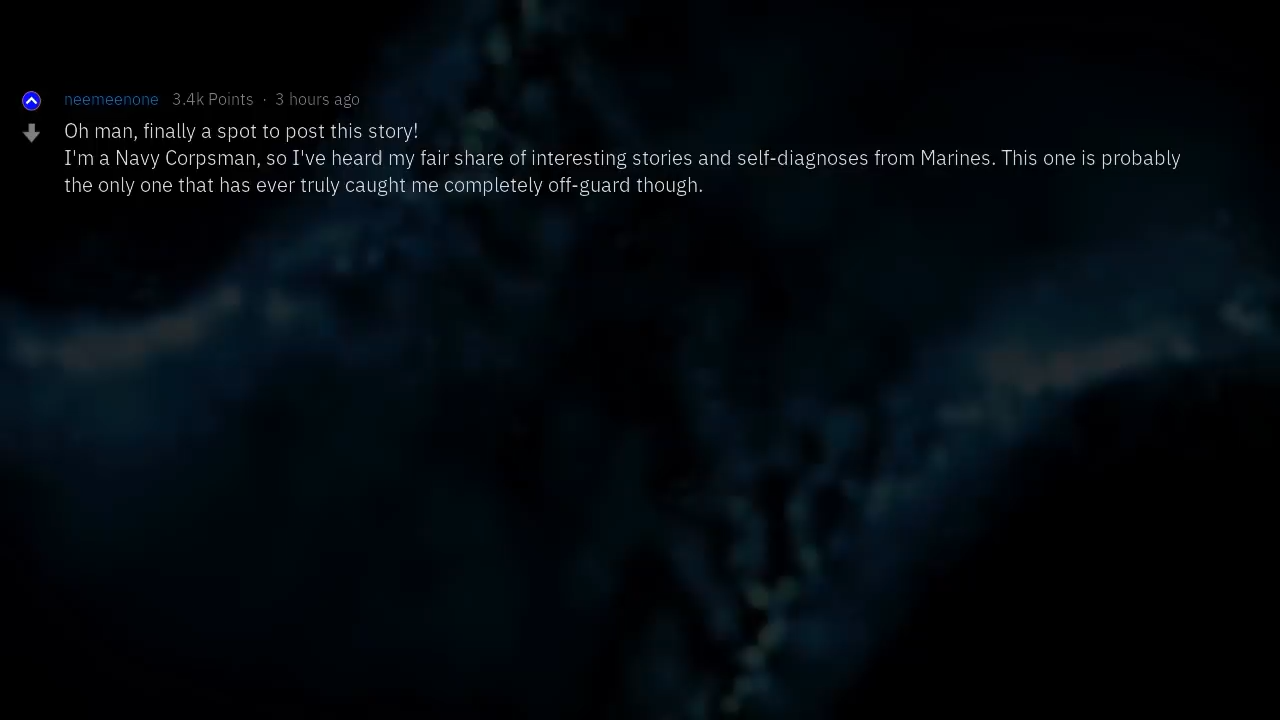 neemeenone 3.4k Points · 3 hours ago
Oh man, finally a spot to post this story!
I'm a Navy Corpsman, so I've heard my fair share of interesting stories and self-diagnoses from Marines. This one is probably
the only one that has ever truly caught me completely off-guard though.